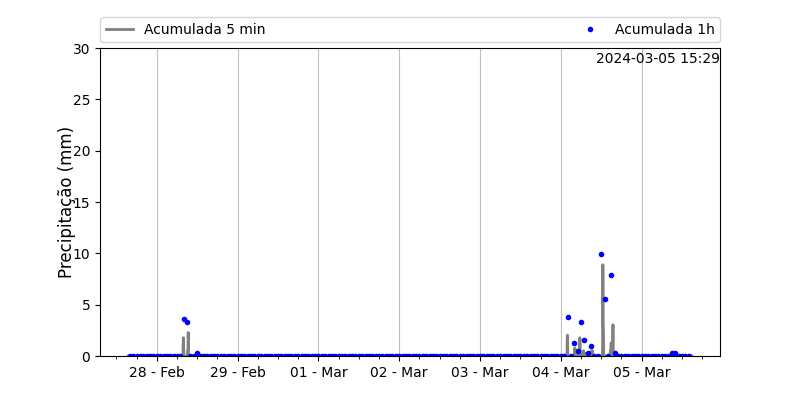 Acumulada 5 min Acumulada 1h
2024-03-05 15:29
Precipitação (mm)
30
25
20
15
10
5
0
28 - Feb 29 - Feb 01 - Mar 02 - Mar 03 - Mar 04 - Mar 05 - Mar